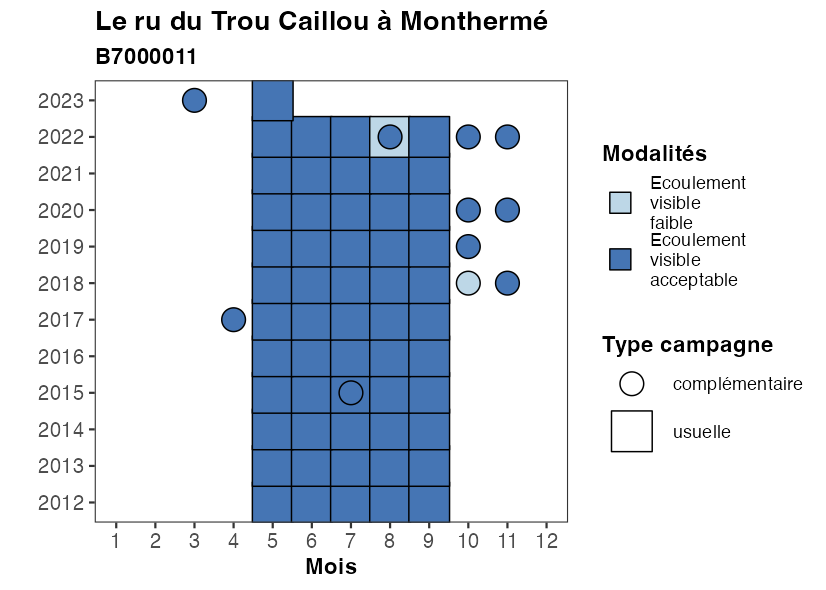 Le ru du Trou Caillou à Monthermé
B7000011
2023
2022
2021
2020
2019
2018
2017
2016
2015
2014
2013
2012
1 2 3 4 5 6 7 8 9 10 11 12
Mois
Modalités
Ecoulement
visible
faible
Ecoulement
visible
acceptable
Type campagne
complémentaire
usuelle